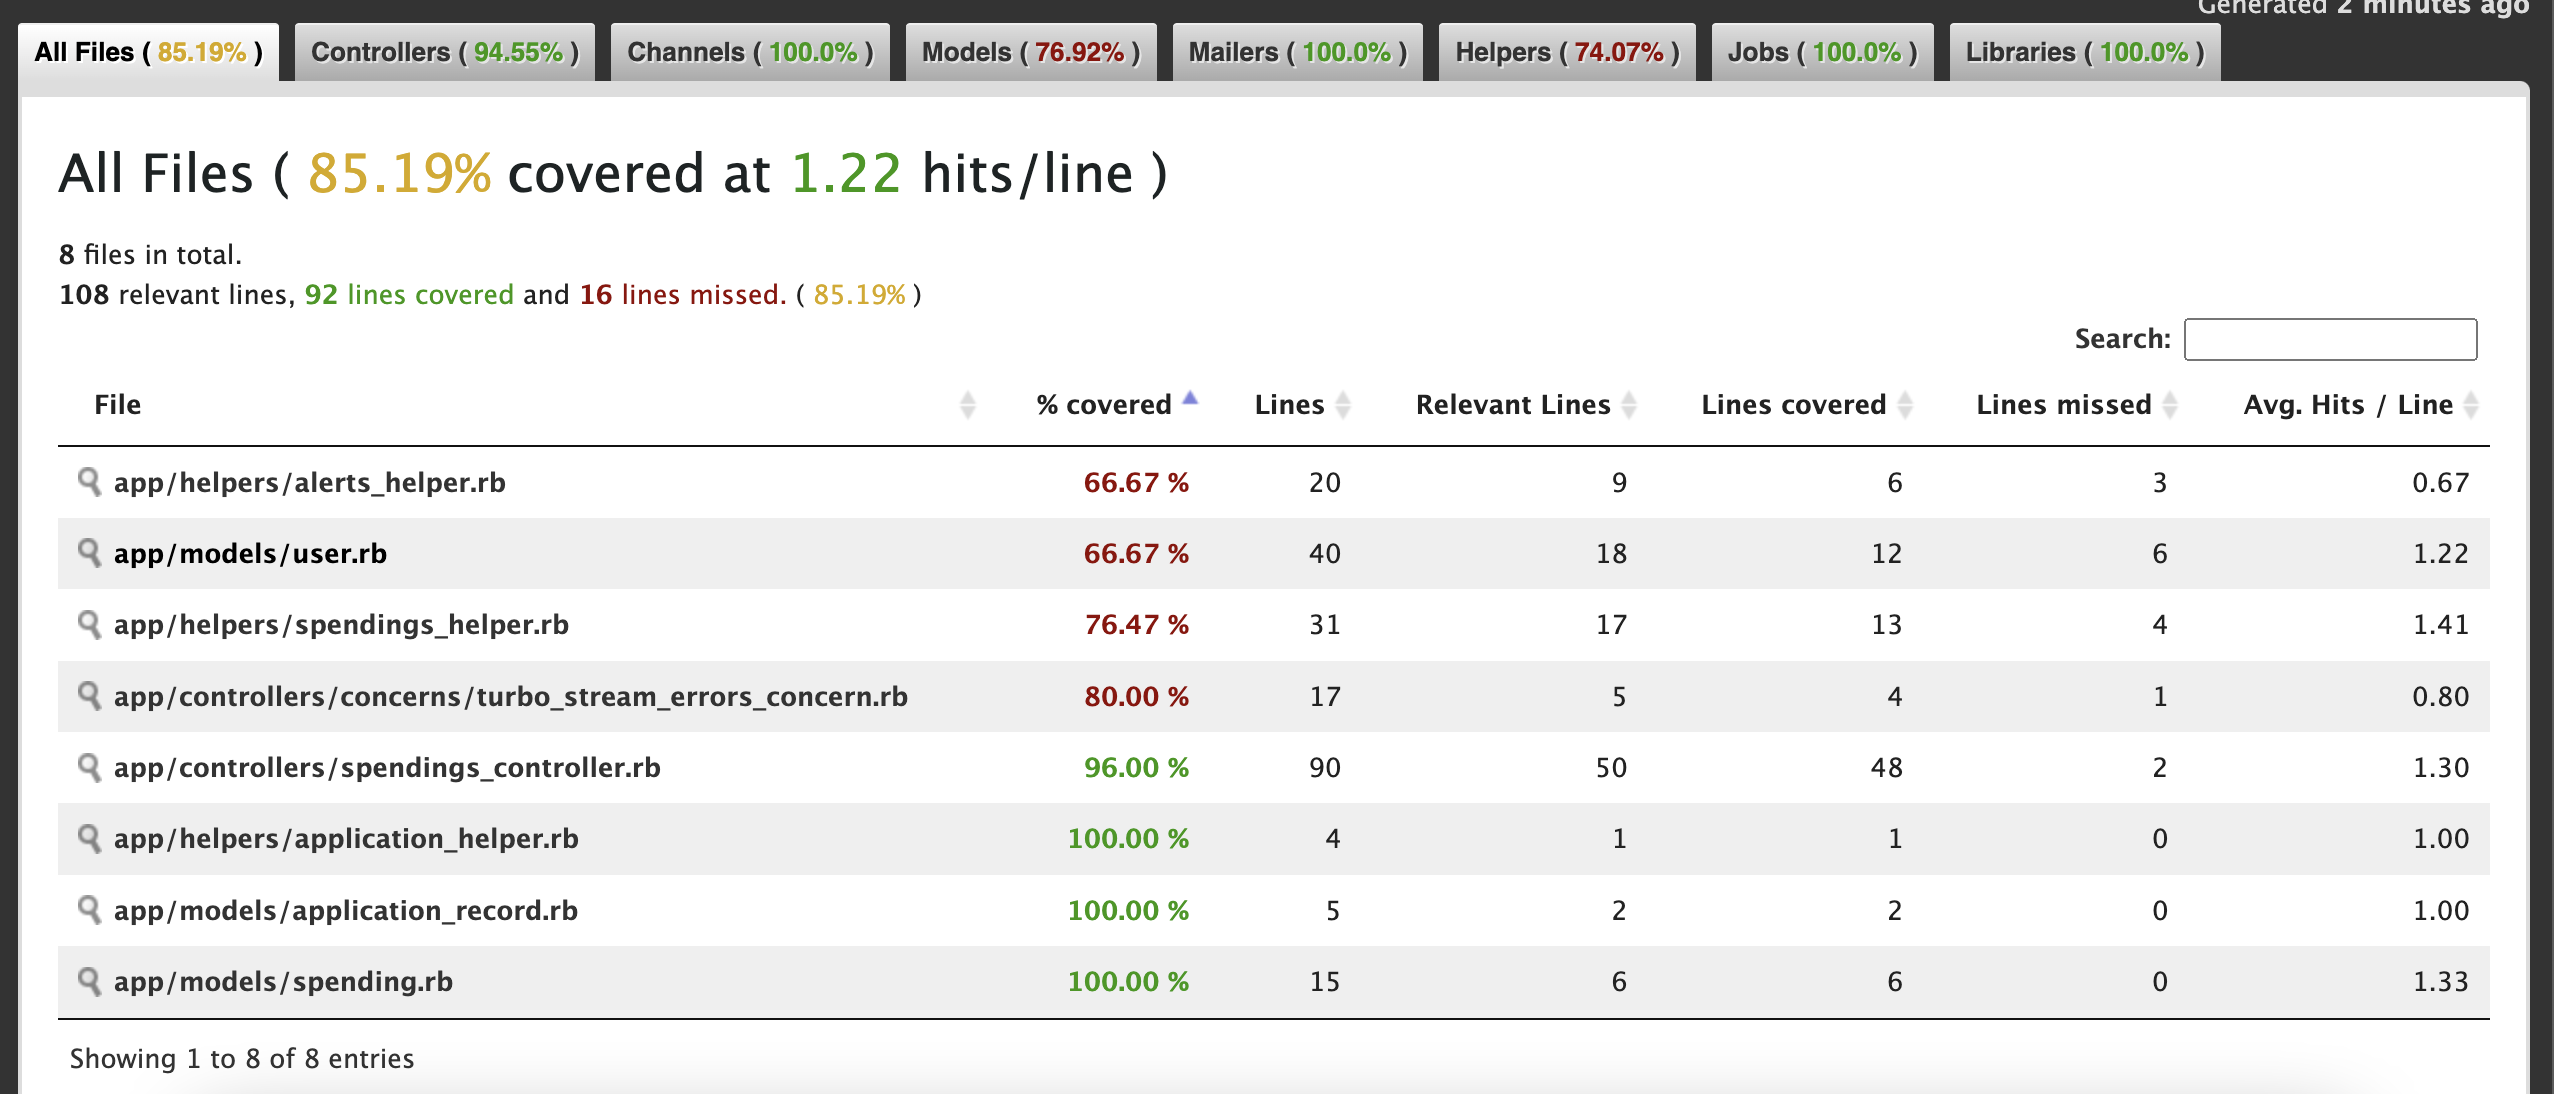 Generated 2 minutes ago
All Files ( 85.19% )
Controllers ( 94.55% )
Channels ( 100.0% )
Models ( 76.92% )
Mailers ( 100.0% )
Helpers ( 74.07% )
Jobs ( 100.0% )
Libraries ( 100.0% )
All Files ( 85.19% covered at 1.22 hits/line )
8 files in total.
108 relevant lines, 92 lines covered and 16 lines missed. ( 85.19% )
Search:
File % covered Lines Relevant Lines Lines covered Lines missed Avg. Hits / Line
app/helpers/alerts_helper.rb 66.67 % 20 9 6 3 0.67
app/models/user.rb 66.67 % 40 18 12 6 1.22
app/helpers/spendings_helper.rb 76.47 % 31 17 13 4 1.41
app/controllers/concerns/turbo_stream_errors_concern.rb 80.00 % 17 5 4 1 0.80
app/controllers/spendings_controller.rb 96.00 % 90 50 48 2 1.30
app/helpers/application_helper.rb 100.00 % 4 1 1 0 1.00
app/models/application_record.rb 100.00 % 5 2 2 0 1.00
app/models/spending.rb 100.00 % 15 6 6 0 1.33
Showing 1 to 8 of 8 entries